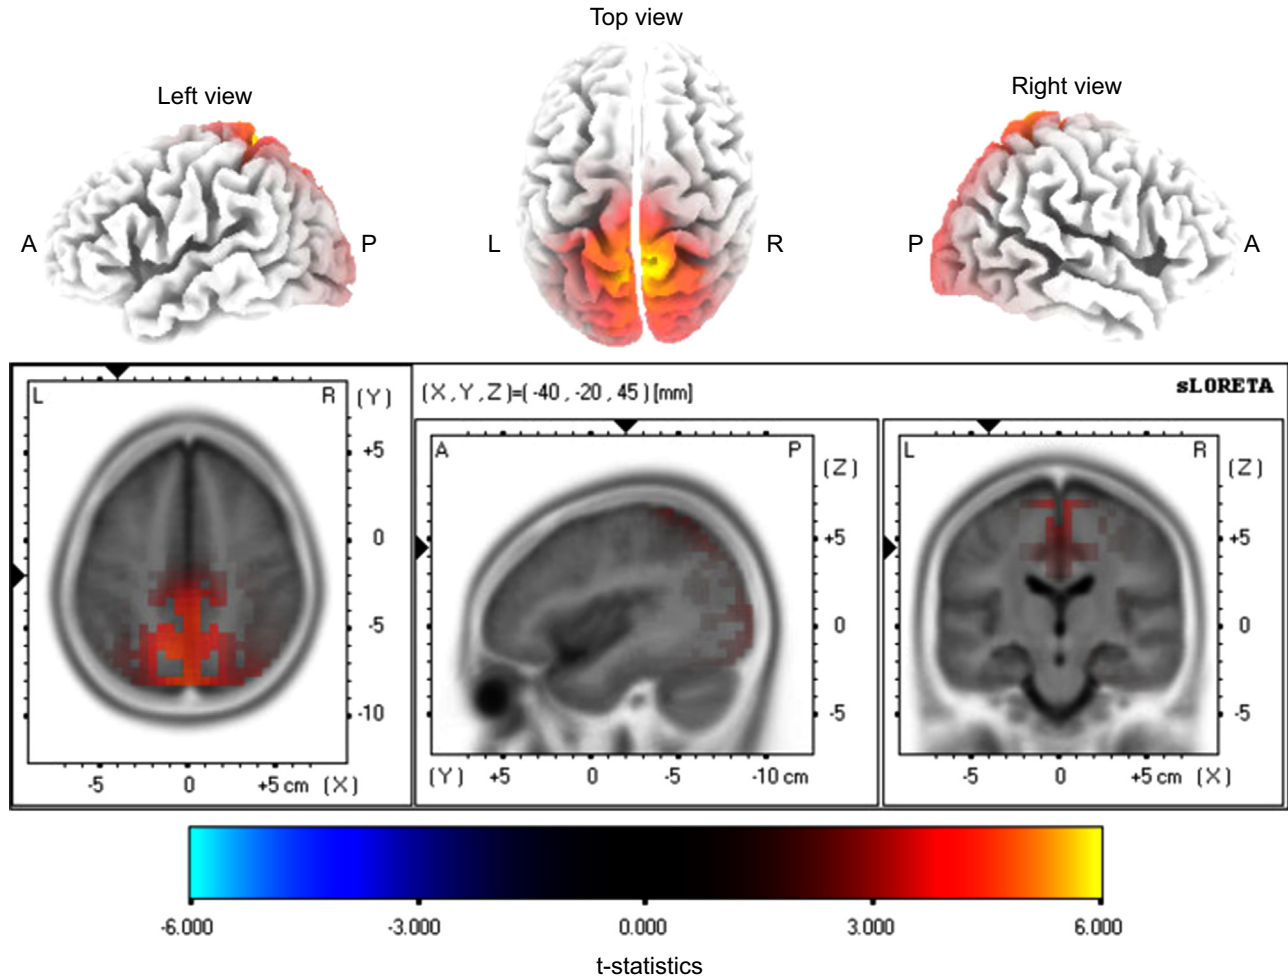 Top view
Left view
Right view
A
P
L
R
P
A
L
R
(Y)
+5
0
-5
-10
-5
0
+5 cm
(X)
(X,Y,Z)=(-40,-20,45)[mm]
sLORETA
A
P
(Z)
+5
0
-5
(Y)
+5
0
-5
-10 cm
L
R
(Z)
+5
0
-5
-5
0
+5 cm
(X)
-6.000
-3.000
0.000
3.000
6.000
t-statistics